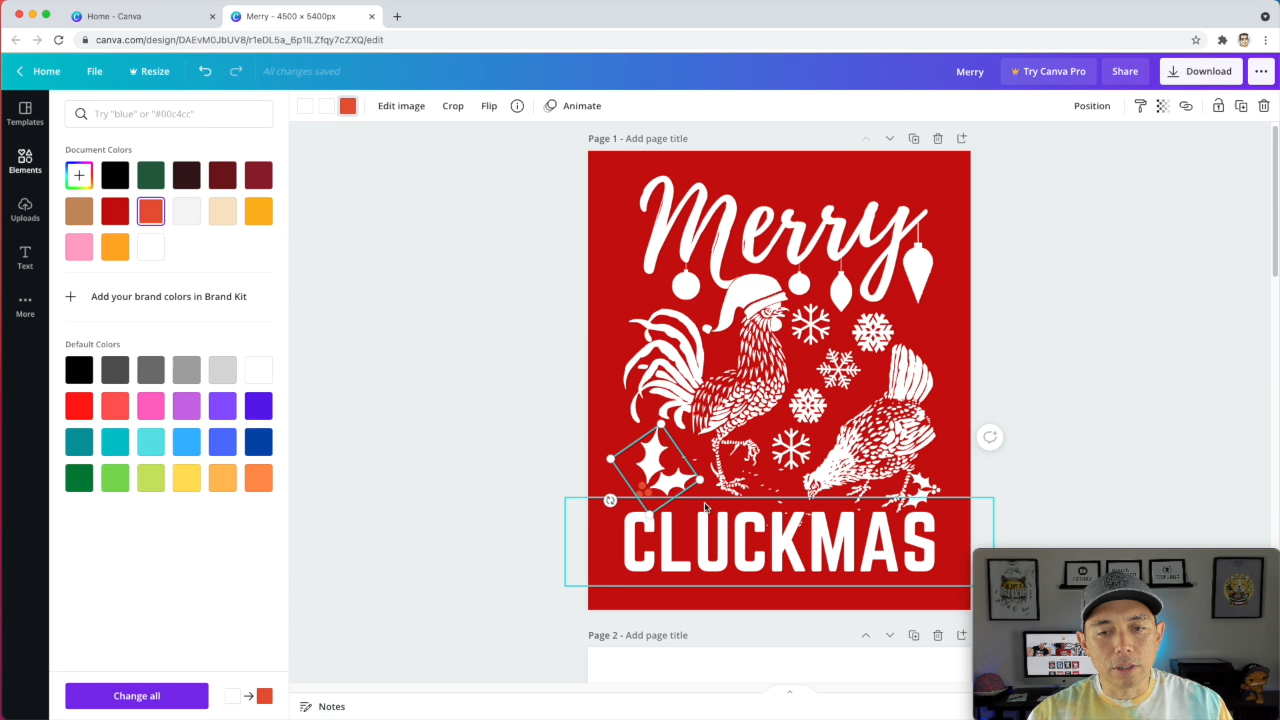 Home - Canva
Merry - 4500 × 5400px
canva.com/design/DAEvM0JbUV8/r1eDL5a_6p1lLZfqy7cZXQ/edit
Home
File
Resize
All changes saved
Merry
Try Canva Pro
Share
Download
Templates
Elements
Uploads
Text
More
Try "blue" or "#00c4cc"
Edit image
Crop
Flip
Animate
Position
Document Colors
Add your brand colors in Brand Kit
Default Colors
Change all
Page 1 - Add page title
Merry
CLUCKMAS
Page 2 - Add page title
Notes